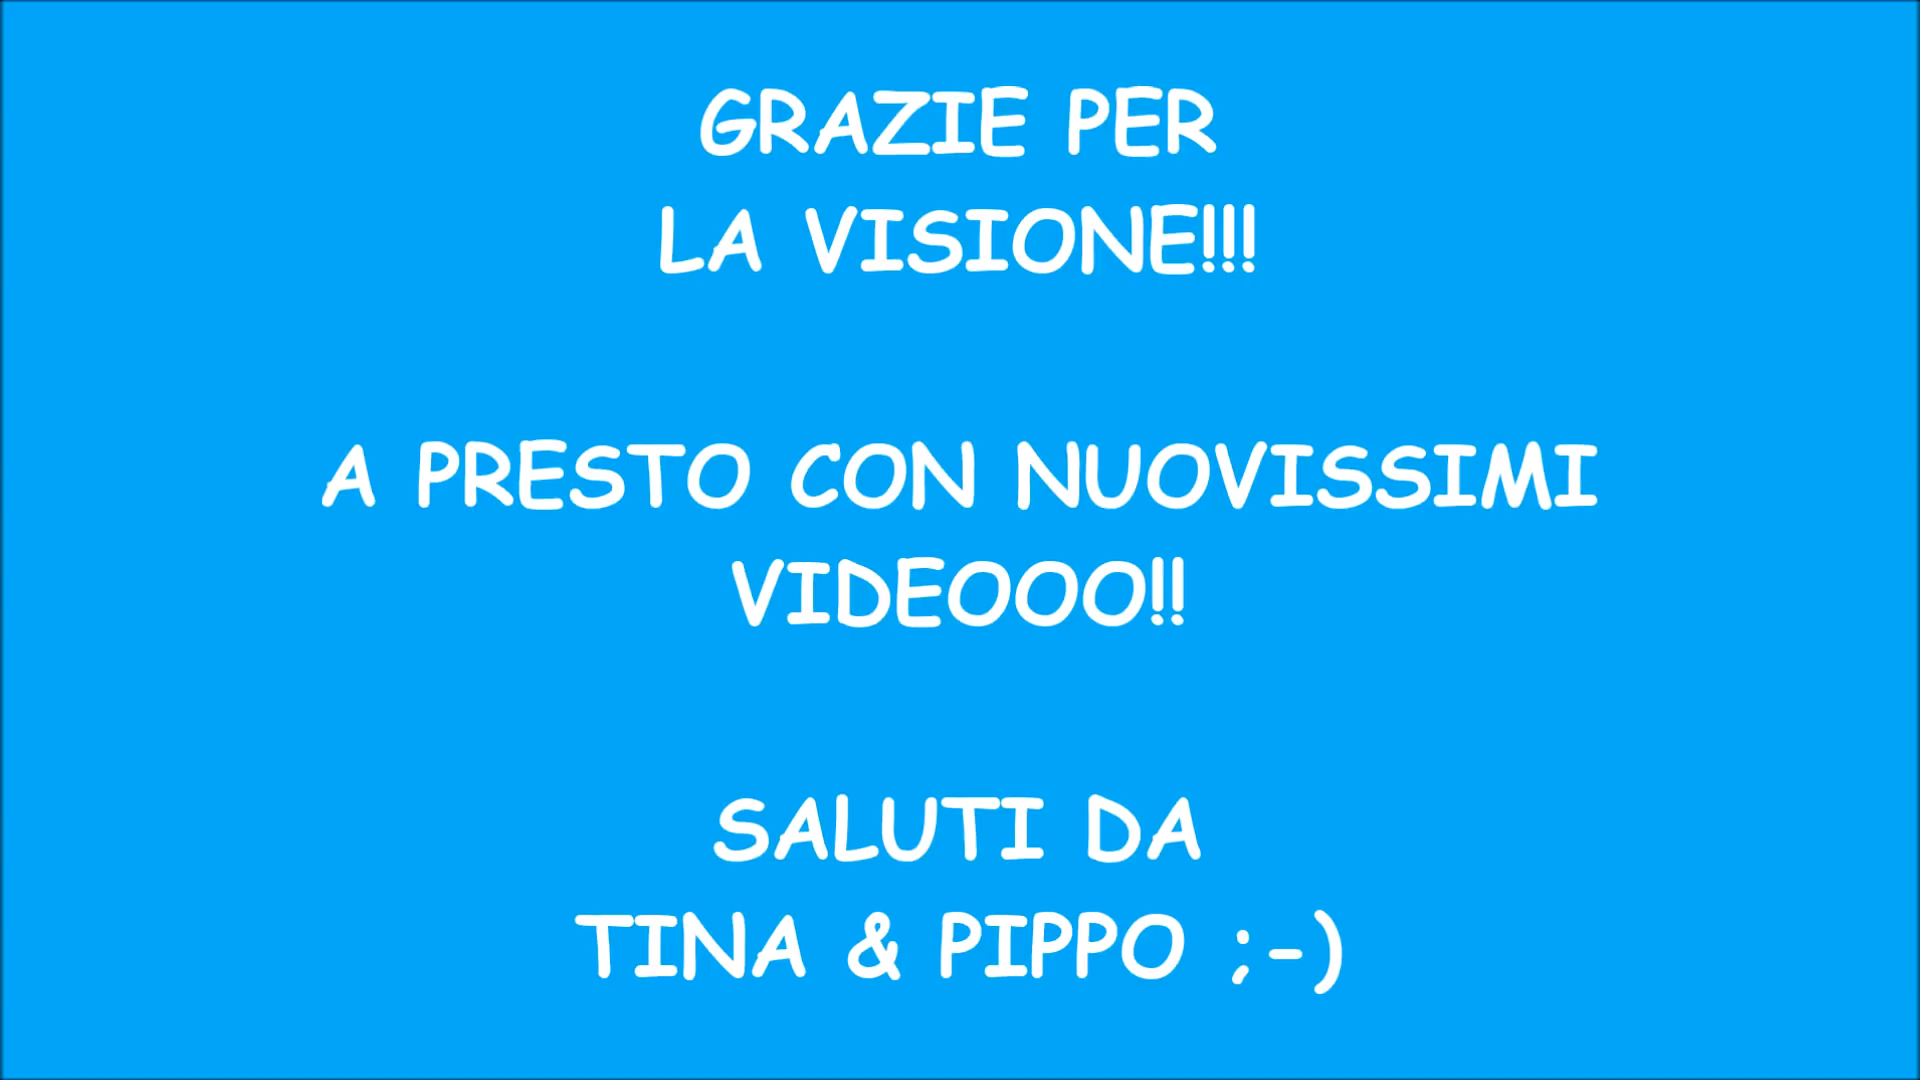 GRAZIE PER
LA VISIONE!!!
A PRESTO CON NUOVISSIMI
VIDEOOO!!
SALUTI DA
TINA & PIPPO ;-)